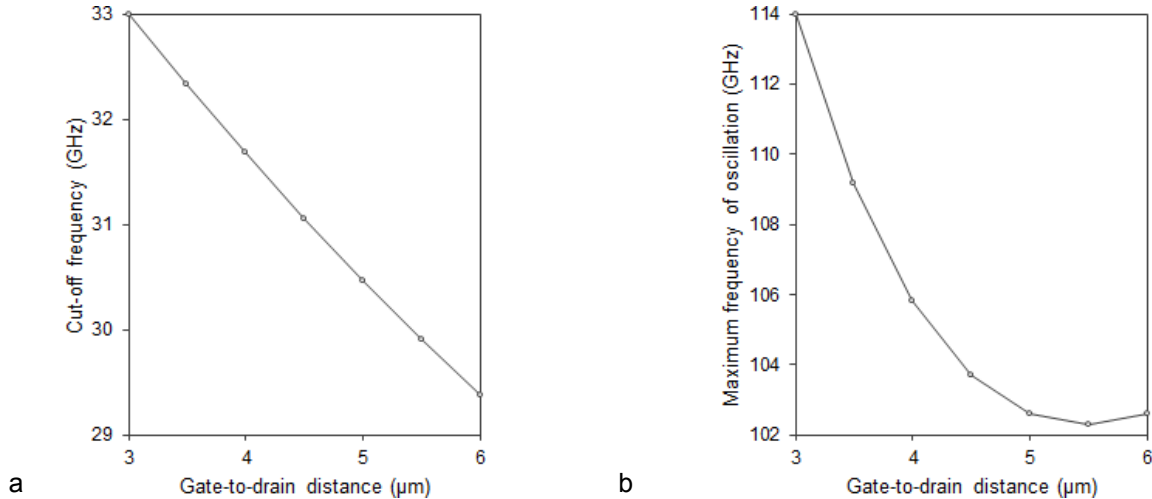 33
32
31
30
29
Cut-off frequency (GHz)
3 4 5 6
Gate-to-drain distance (µm)
a
114
112
110
108
106
104
102
Maximum frequency of oscillation (GHz)
3 4 5 6
Gate-to-drain distance (µm)
b